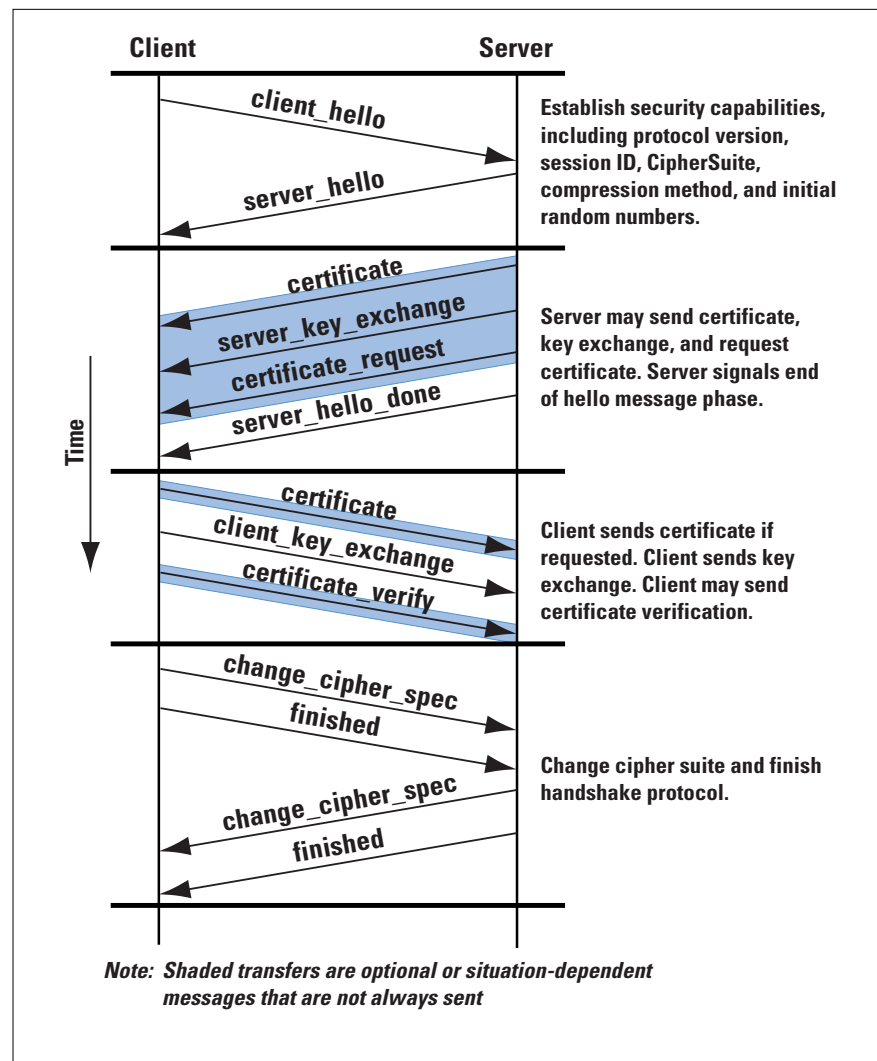 Client
Server
client_hello
server_hello
Establish security capabilities,
including protocol version,
session ID, CipherSuite,
compression method, and initial
random numbers.
certificate
server_key_exchange
certificate_request
server_hello_done
Server may send certificate,
key exchange, and request
certificate. Server signals end
of hello message phase.
Time
certificate
client_key_exchange
certificate_verify
Client sends certificate if
requested. Client sends key
exchange. Client may send
certificate verification.
change_cipher_spec
finished
change_cipher_spec
finished
Change cipher suite and finish
handshake protocol.
Note: Shaded transfers are optional or situation-dependent
messages that are not always sent